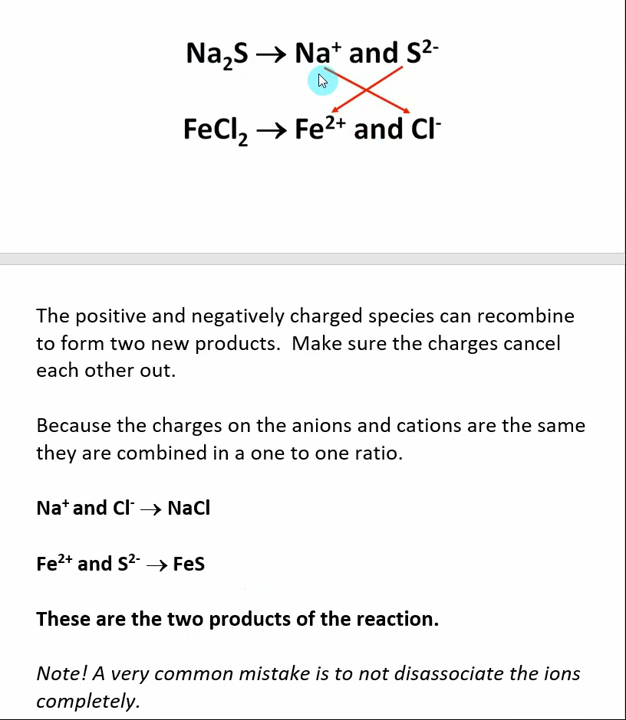 Na₂S → Na⁺ and S²⁻
FeCl₂ → Fe²⁺ and Cl⁻
The positive and negatively charged species can recombine
to form two new products.  Make sure the charges cancel
each other out.
Because the charges on the anions and cations are the same
they are combined in a one to one ratio.
Na⁺ and Cl⁻ → NaCl
Fe²⁺ and S²⁻ → FeS
These are the two products of the reaction.
Note! A very common mistake is to not disassociate the ions
completely.